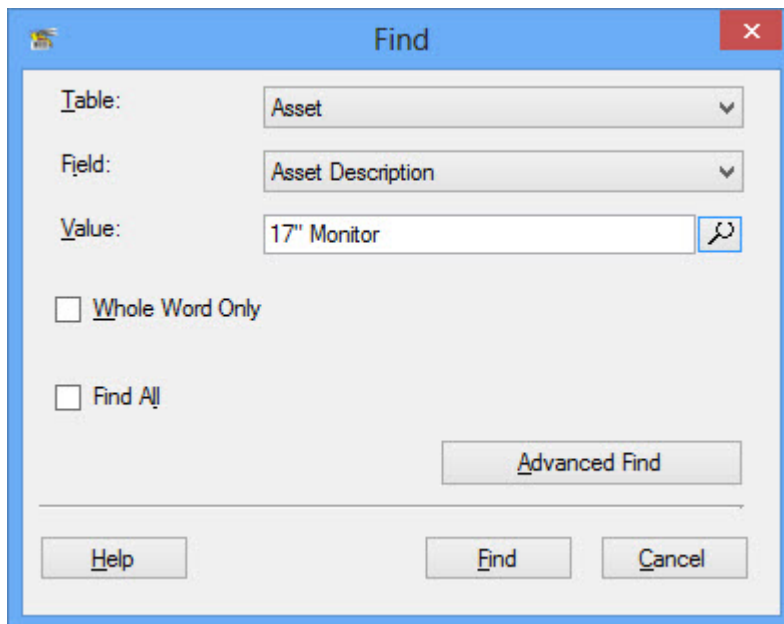 Find
Table: Asset
Field: Asset Description
Value: 17" Monitor
Whole Word Only
Find All
Advanced Find
Help Find Cancel